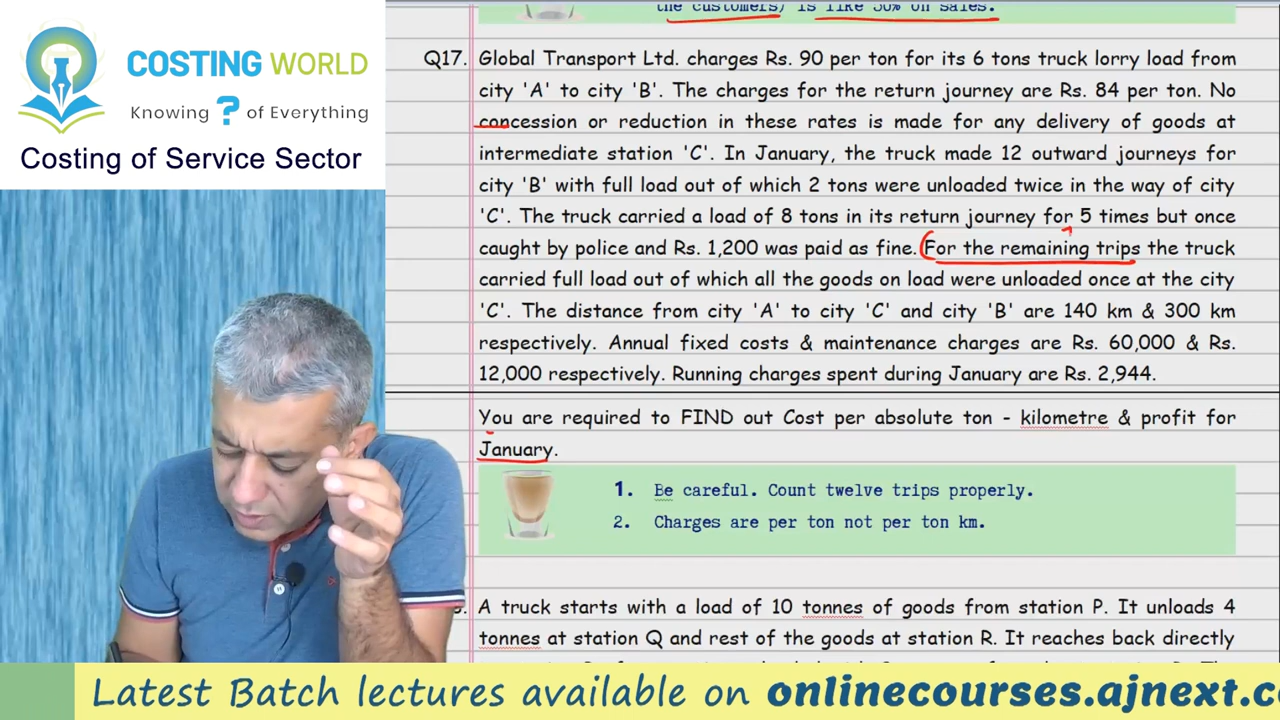 the customers) is like 50% on sales.
COSTING WORLD
Knowing ? of Everything
Costing of Service Sector
Q17. Global Transport Ltd. charges Rs. 90 per ton for its 6 tons truck lorry load from
city 'A' to city 'B'. The charges for the return journey are Rs. 84 per ton. No
concession or reduction in these rates is made for any delivery of goods at
intermediate station 'C'. In January, the truck made 12 outward journeys for
city 'B' with full load out of which 2 tons were unloaded twice in the way of city
'C'. The truck carried a load of 8 tons in its return journey for 5 times but once
caught by police and Rs. 1,200 was paid as fine. For the remaining trips the truck
carried full load out of which all the goods on load were unloaded once at the city
'C'. The distance from city 'A' to city 'C' and city 'B' are 140 km & 300 km
respectively. Annual fixed costs & maintenance charges are Rs. 60,000 & Rs.
12,000 respectively. Running charges spent during January are Rs. 2,944.
You are required to FIND out Cost per absolute ton - kilometre & profit for
January.
1. Be careful. Count twelve trips properly.
2. Charges are per ton not per ton km.
A truck starts with a load of 10 tonnes of goods from station P. It unloads 4
tonnes at station Q and rest of the goods at station R. It reaches back directly
Latest Batch lectures available on onlinecourses.ajnext.c